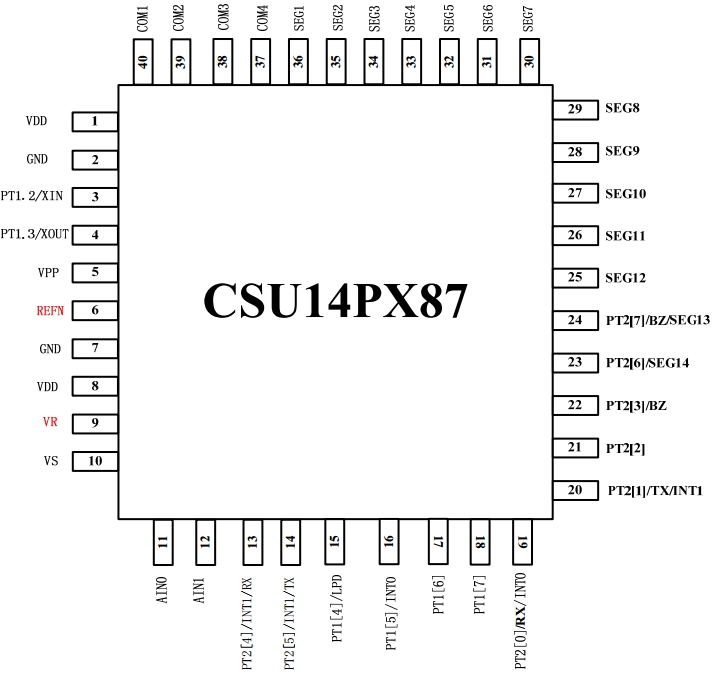 COM1
COM2
COM3
COM4
SEG1
SEG2
SEG3
SEG4
SEG5
SEG6
SEG7
40
39
38
37
36
35
34
33
32
31
30
VDD 1
GND 2
PT1.2/XIN 3
PT1.3/XOUT 4
VPP 5
REFN 6
GND 7
VDD 8
VR 9
VS 10
CSU14PX87
29 SEG8
28 SEG9
27 SEG10
26 SEG11
25 SEG12
24 PT2[7]/BZ/SEG13
23 PT2[6]/SEG14
22 PT2[3]/BZ
21 PT2[2]
20 PT2[1]/TX/INT1
11
12
13
14
15
16
17
18
19
AIN0
AIN1
PT2[4]/INT1/RX
PT2[5]/INT1/TX
PT1[4]/LPD
PT1[5]/INT0
PT1[6]
PT1[7]
PT2[0]/RX/INT0